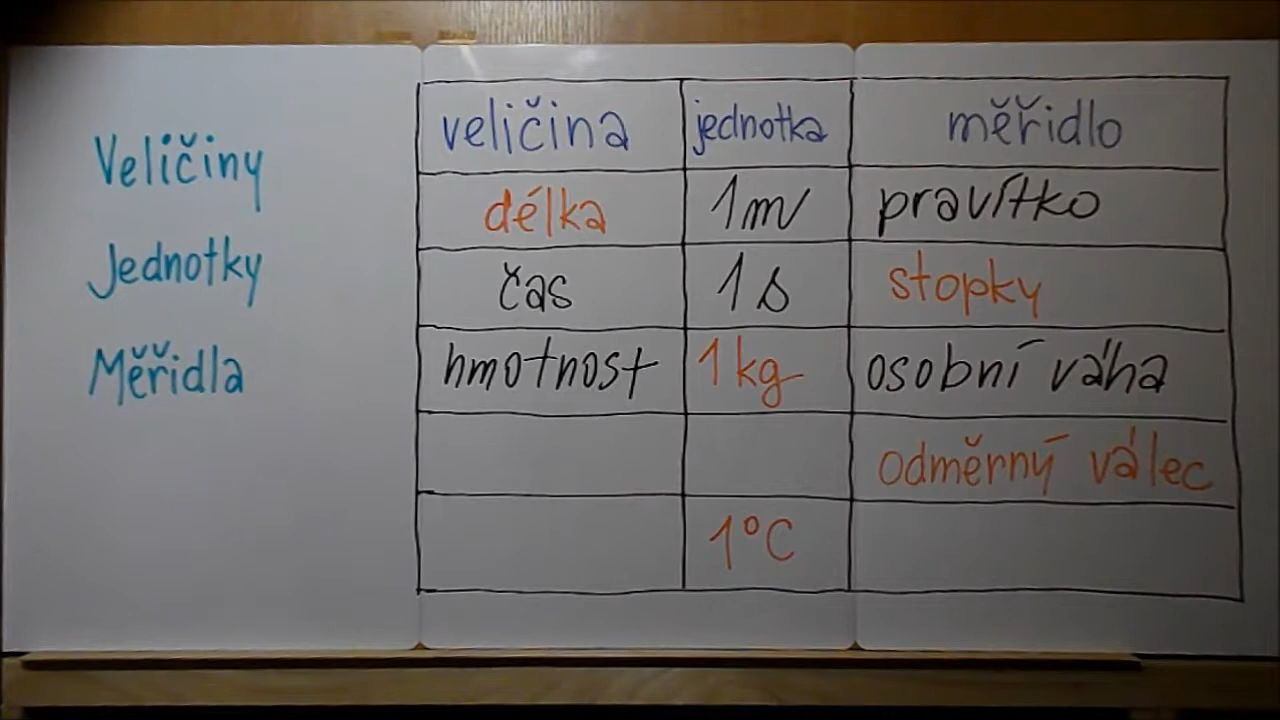 Veličiny
Jednotky
Měřidla
veličina jednotka měřidlo
délka 1m pravítko
čas 1s stopky
hmotnost 1kg osobní váha
odměrný válec
1°C